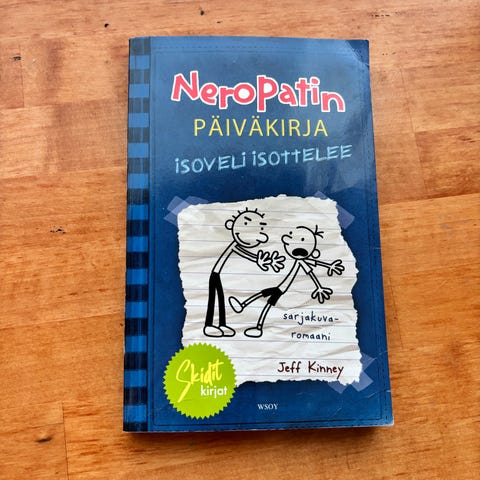 Neropatin
PÄIVÄKIRJA
isoveli isottelee
sarjakuva-
romaani
Jeff Kinney
Skidit
kirjat
WSOY